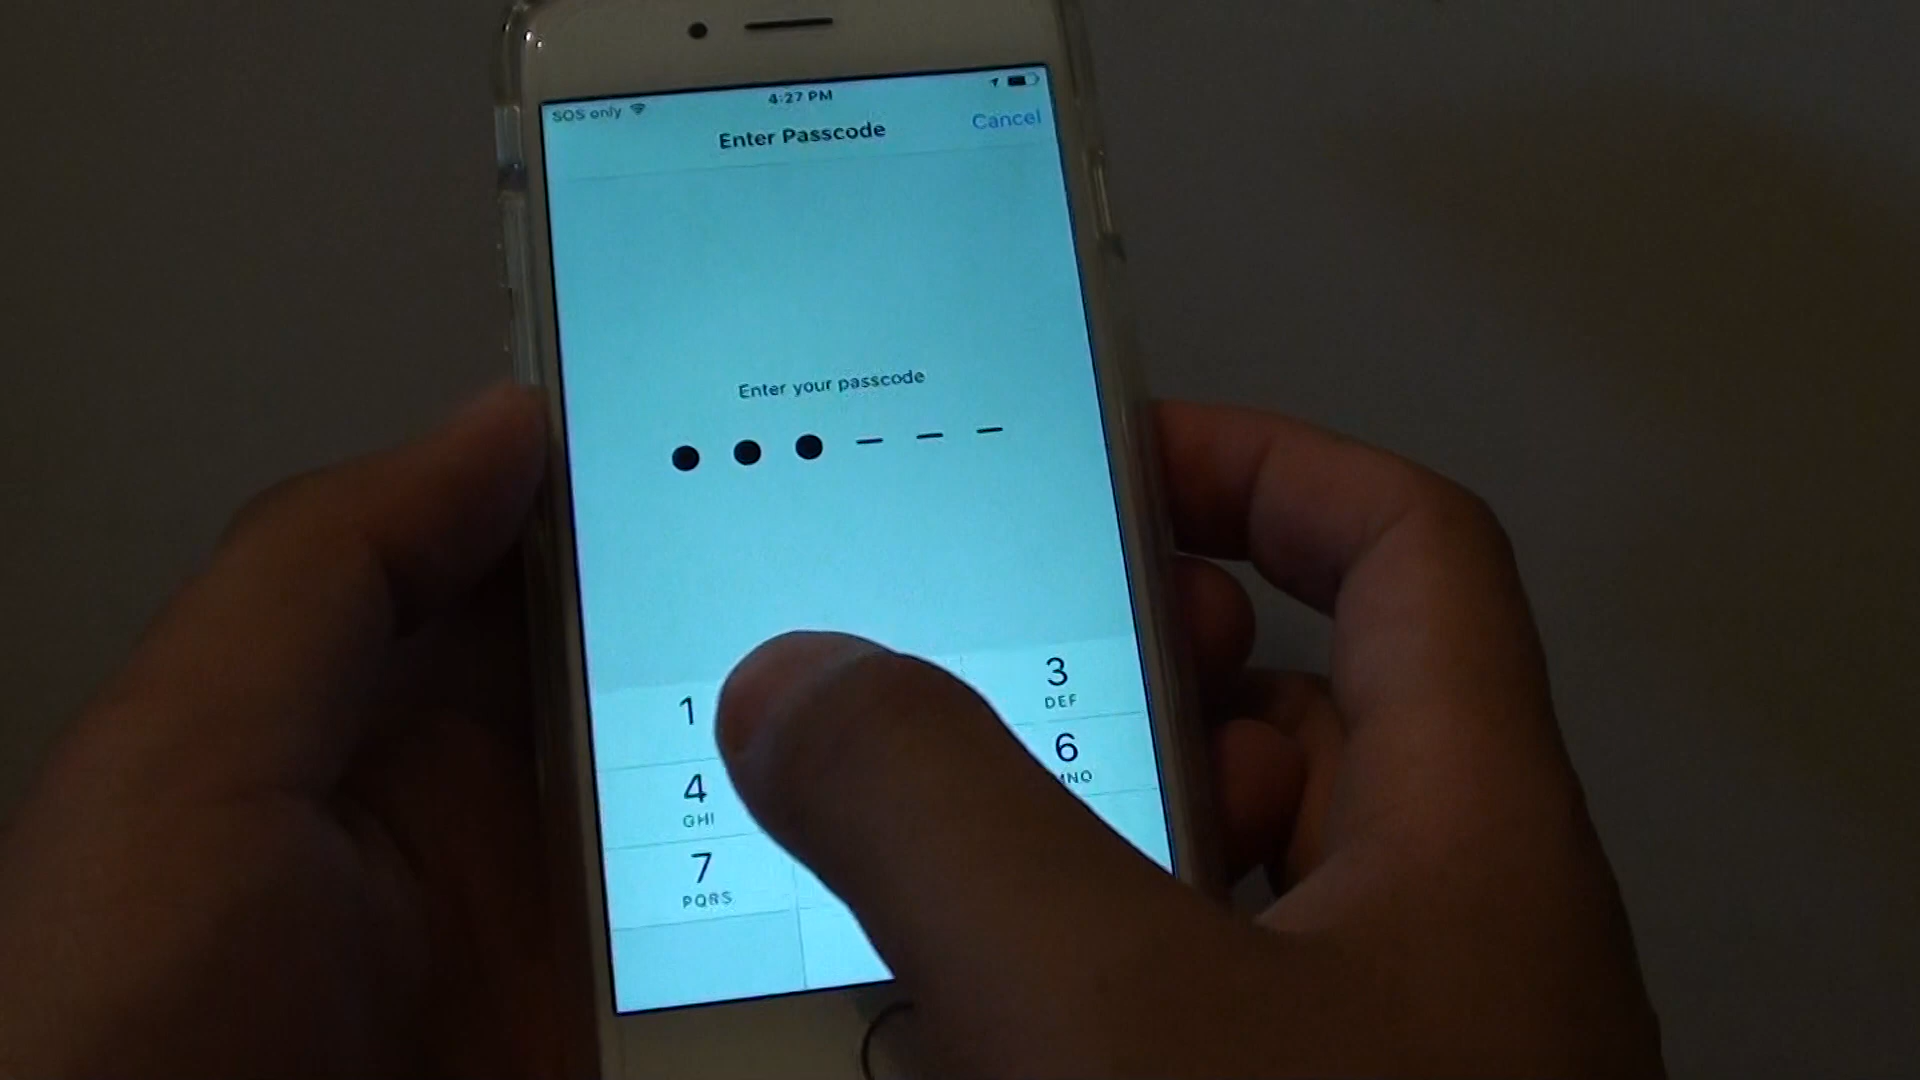 SOS only 4:27 PM
Enter Passcode Cancel
Enter your passcode
1 3
DEF
4 6
GHI MNO
7
PQRS